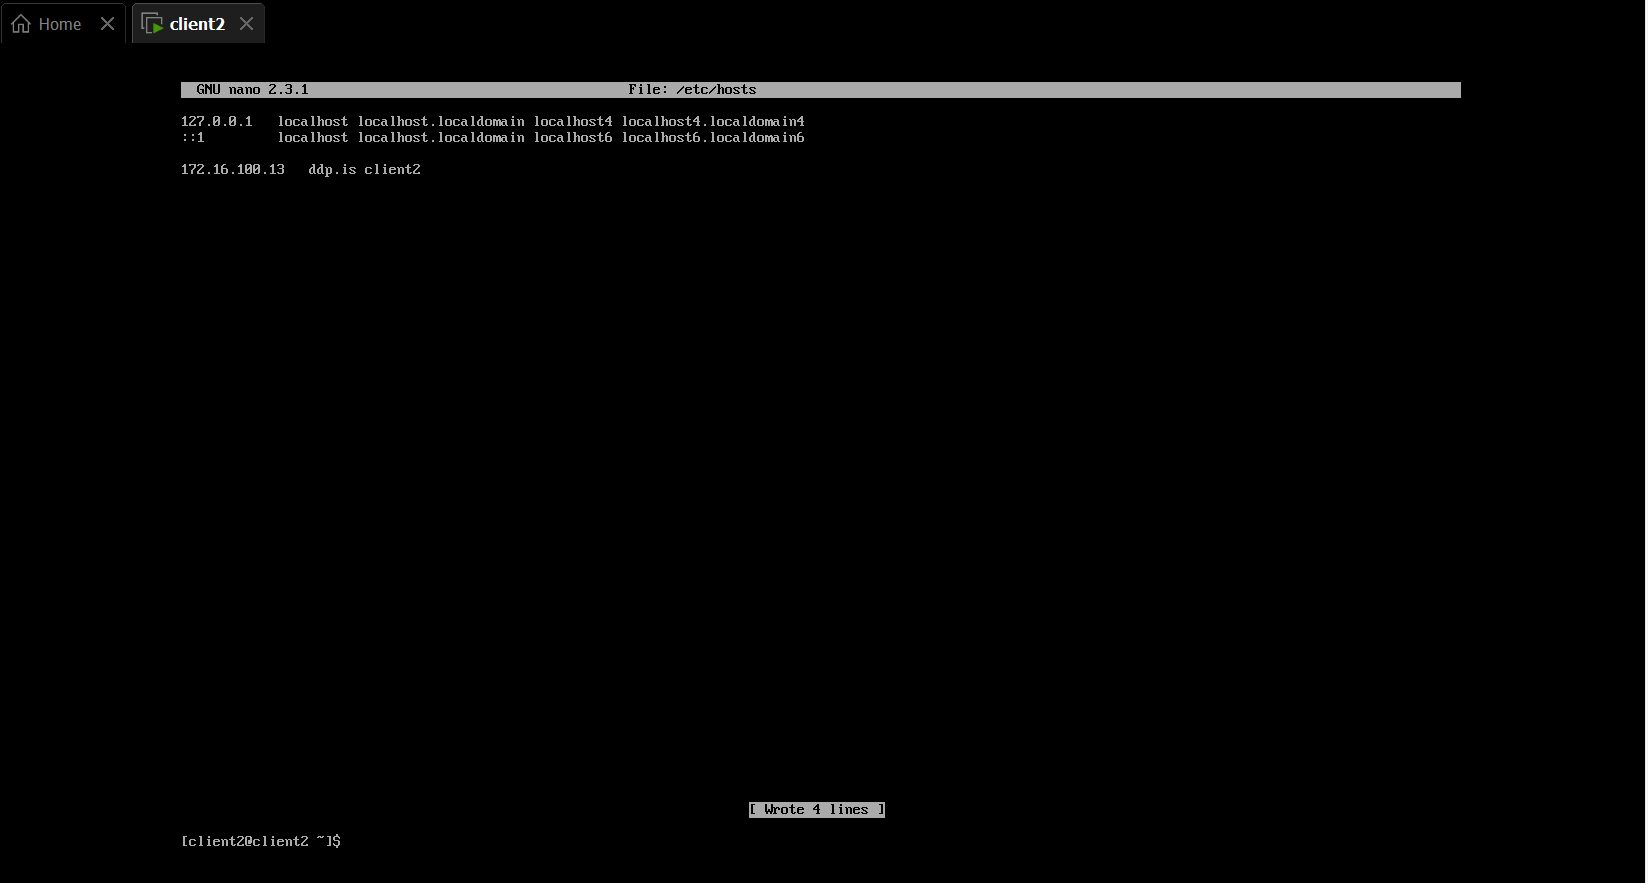 Home client2
GNU nano 2.3.1 File: /etc/hosts
127.0.0.1 localhost localhost.localdomain localhost4 localhost4.localdomain4
::1 localhost localhost.localdomain localhost6 localhost6.localdomain6
172.16.100.13 ddp.is client2
[ Wrote 4 lines ]
[client2@client2 ~]$